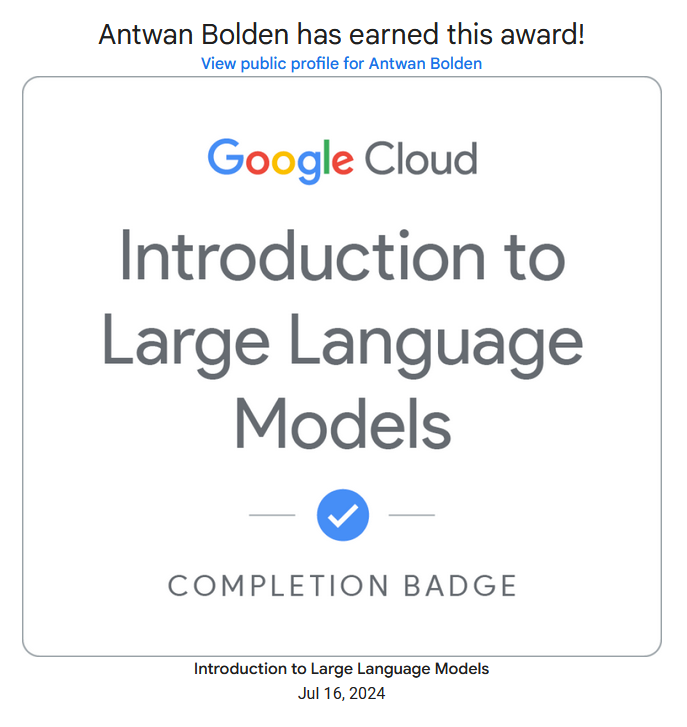 Antwan Bolden has earned this award!
View public profile for Antwan Bolden
Google Cloud
Introduction to
Large Language
Models
COMPLETION BADGE
Introduction to Large Language Models
Jul 16, 2024